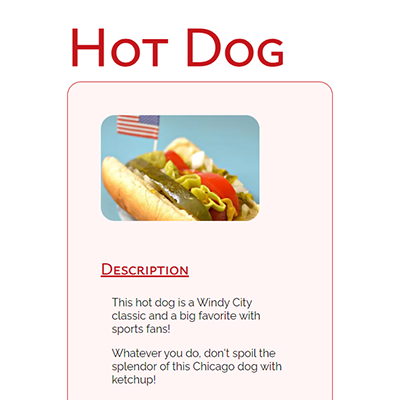 Hot Dog
Description
This hot dog is a Windy City
classic and a big favorite with
sports fans!
Whatever you do, don't spoil the
splendor of this Chicago dog with
ketchup!